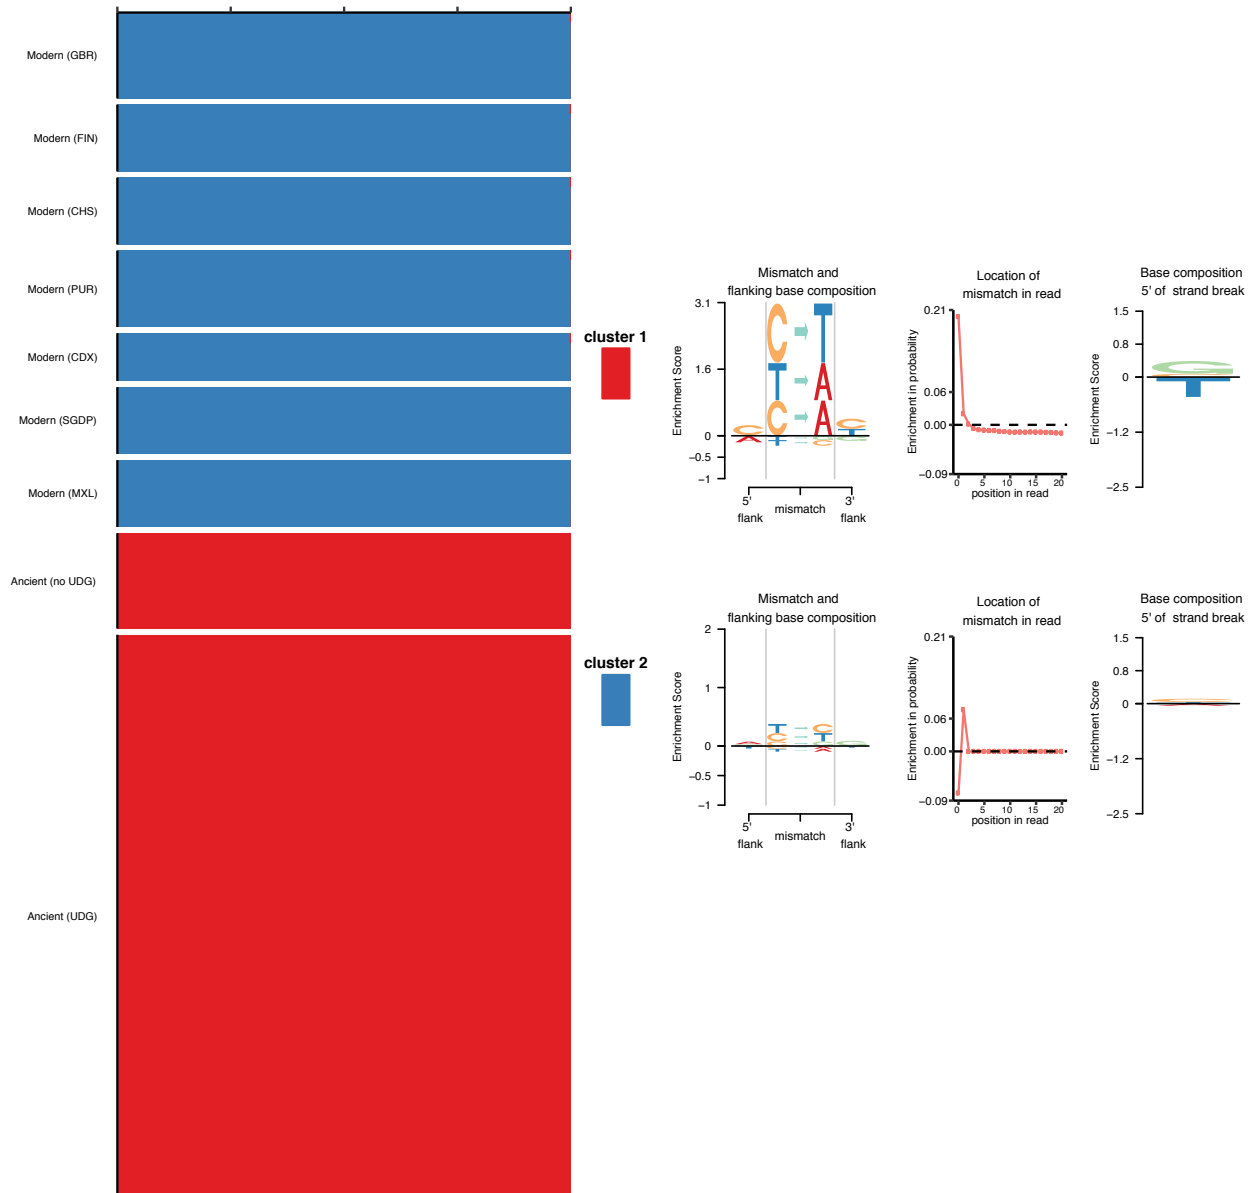 Modern (GBR)
Modern (FIN)
Modern (CHS)
Modern (PUR)
Modern (CDX)
Modern (SGDP)
Modern (MXL)
Ancient (no UDG)
Ancient (UDG)
cluster 1
Mismatch and
flanking base composition
Enrichment Score
3.1
1.6
0
−0.5
−1
C T
T A
C A
C
A
C
T
5'
flank
mismatch
3'
flank
Location of
mismatch in read
Enrichment in probability
0.21
0.06
0.00
−0.09
0 5 10 15 20
position in read
Base composition
5' of strand break
Enrichment Score
1.5
0.8
0
−1.2
−2.5
G
T
cluster 2
Mismatch and
flanking base composition
Enrichment Score
2
1
0
−0.5
−1
T C
C T
5'
flank
mismatch
3'
flank
Location of
mismatch in read
Enrichment in probability
0.21
0.06
0.00
−0.09
0 5 10 15 20
position in read
Base composition
5' of strand break
Enrichment Score
1.5
0.8
0
−1.2
−2.5